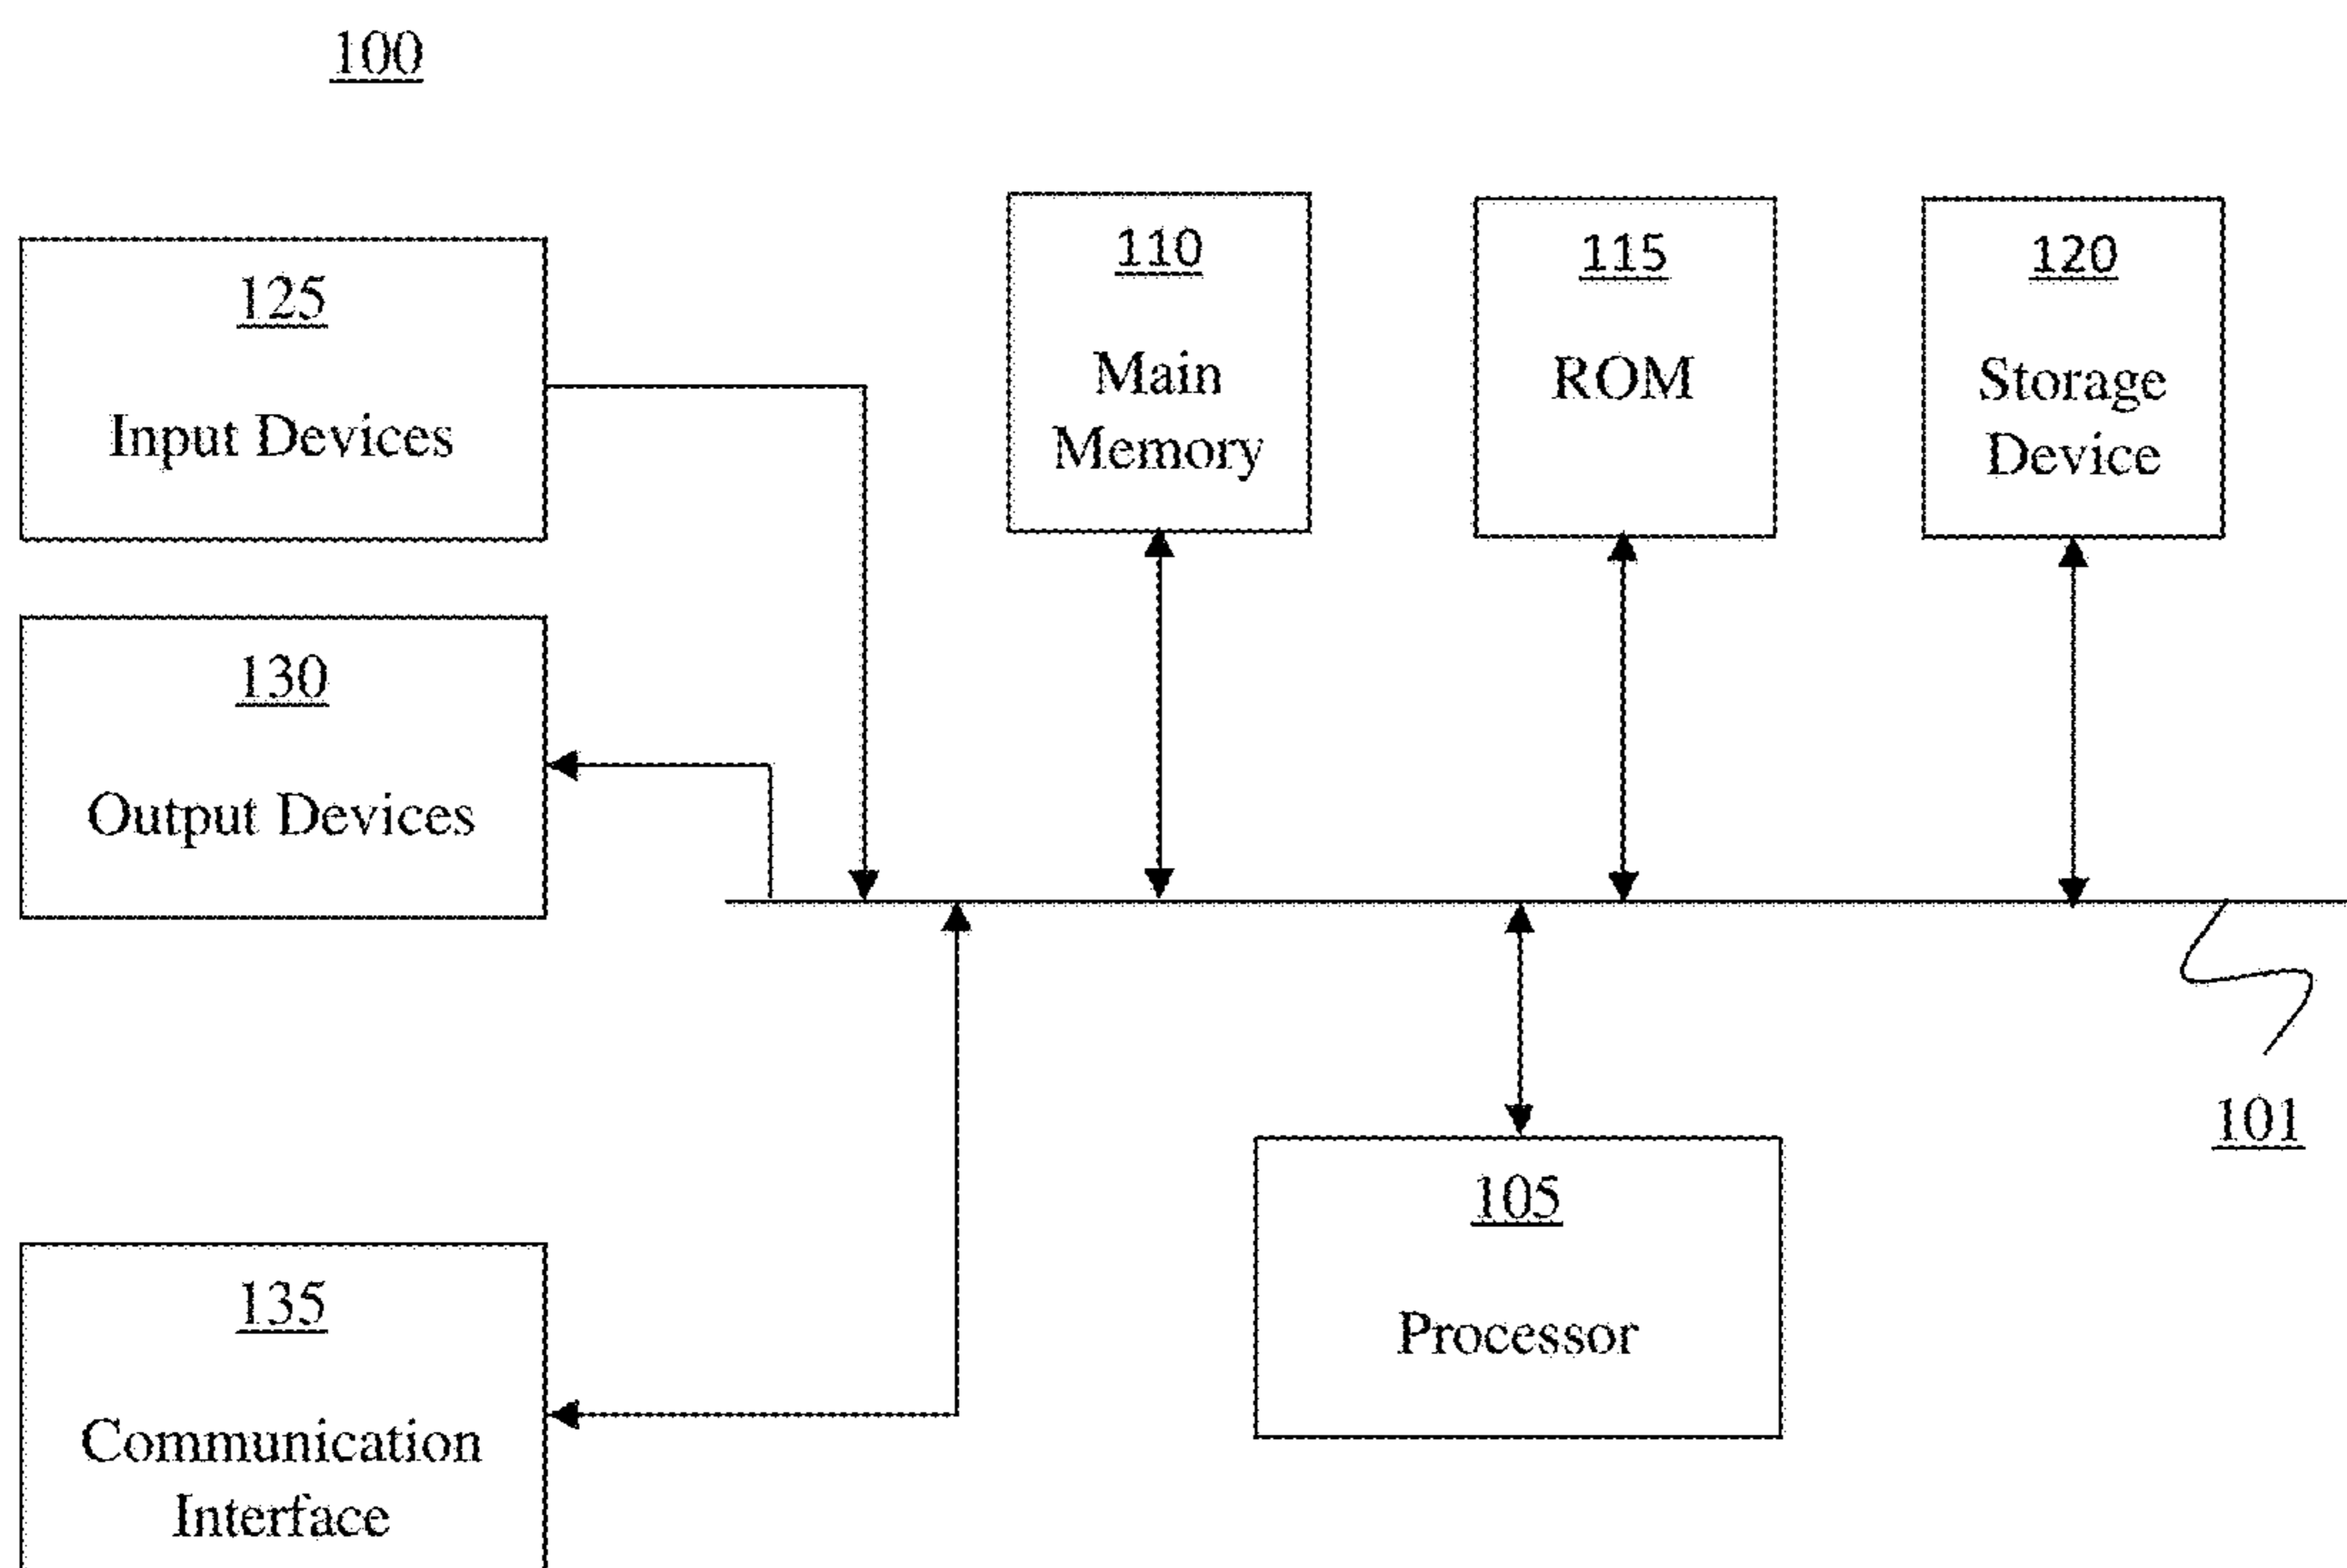 100
125
Input Devices
110
Main
Memory
115
ROM
120
Storage
Device
130
Output Devices
101
105
Processor
135
Communication
Interface